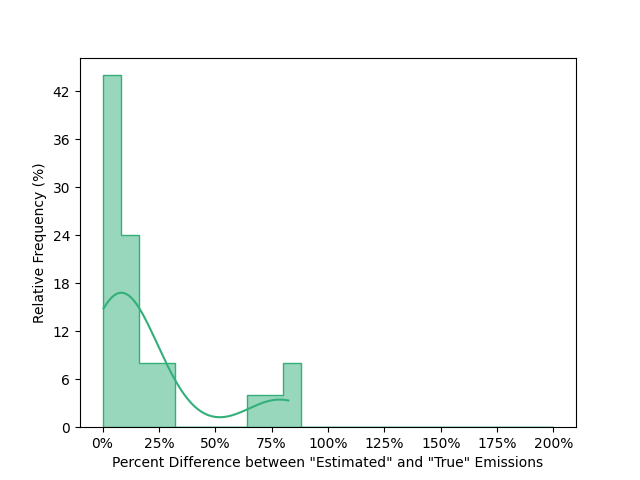 42
36
30
24
18
12
6
0
Relative Frequency (%)
0% 25% 50% 75% 100% 125% 150% 175% 200%
Percent Difference between "Estimated" and "True" Emissions